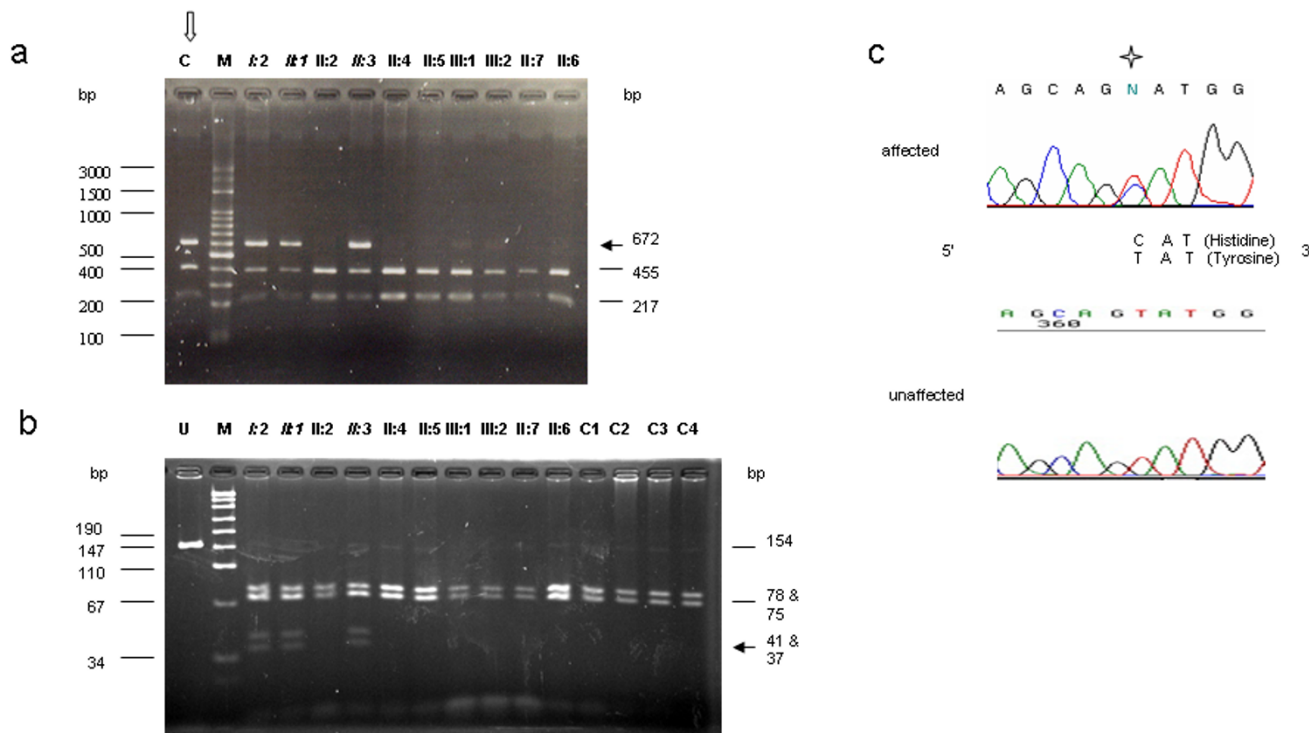 a
C M I:2 II:1 II:2 II:3 II:4 II:5 III:1 III:2 II:7 II:6
bp bp
3000
1500
1000
500
400
200
100
672
455
217
b
U M I:2 II:1 II:2 II:3 II:4 II:5 III:1 III:2 II:7 II:6 C1 C2 C3 C4
bp bp
190
147
110
67
34
154
78 &
75
41 &
37
c
A G C A G N A T G G
affected
5' C A T (Histidine) 3
T A T (Tyrosine)
A G C A G T A T G G
360
unaffected